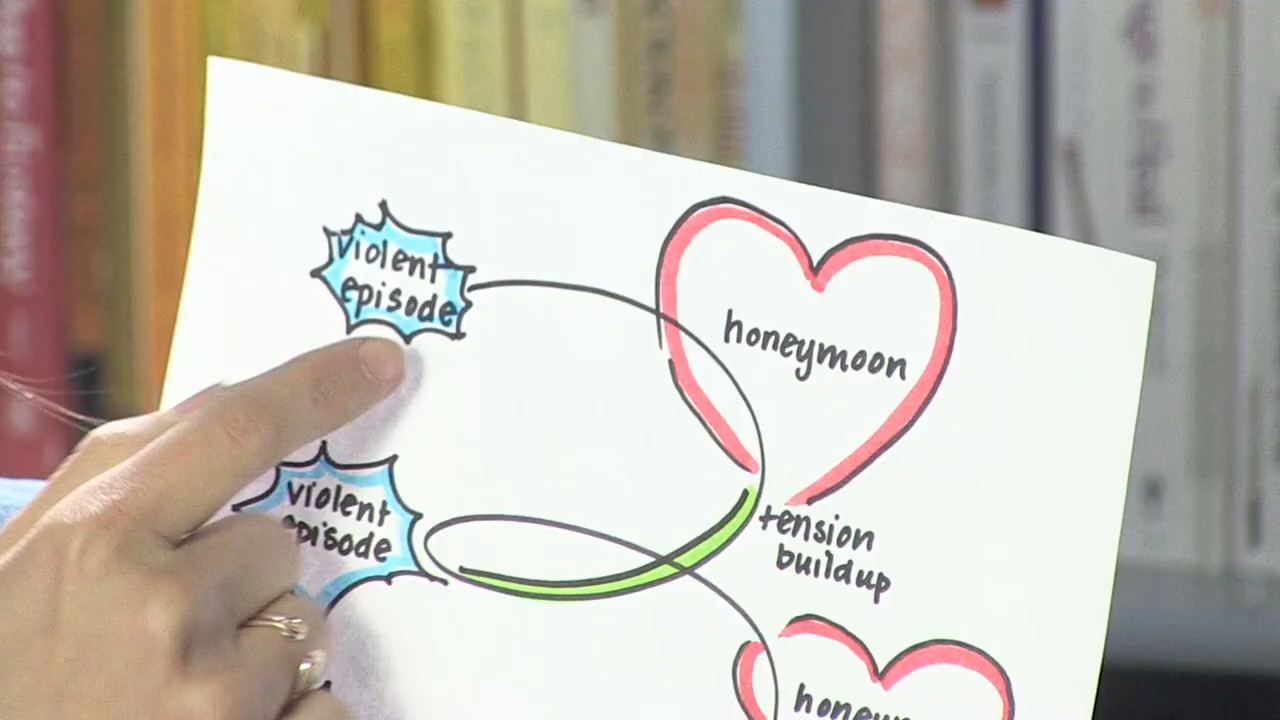 violent
episode
honeymoon
violent
episode
tension
buildup